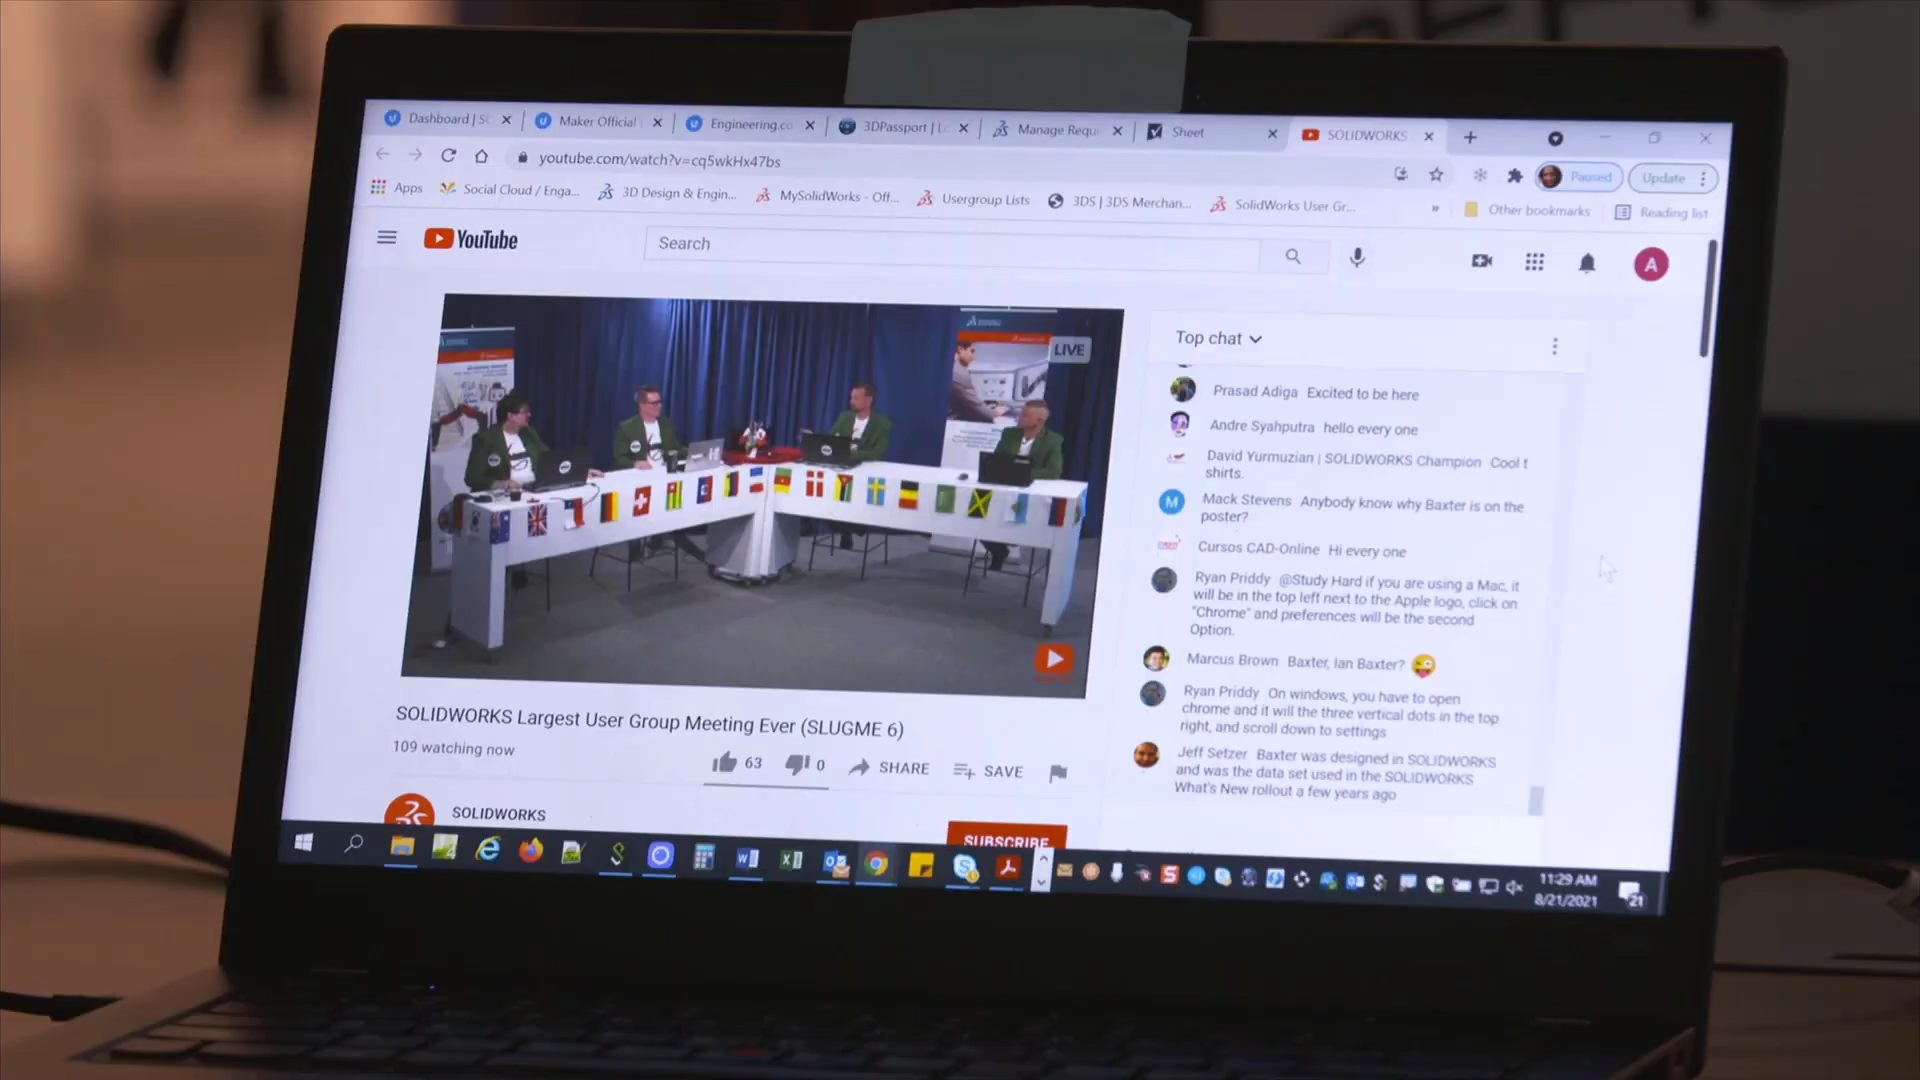 Dashboard | S
Maker Official
Engineering.co
3DPassport | L
Manage Requ
Sheet
SOLIDWORKS
youtube.com/watch?v=cq5wkHx47bs
Paused
Update
Apps
Social Cloud / Enga...
3D Design & Engin...
MySolidWorks - Off...
Usergroup Lists
3DS | 3DS Merchan...
SolidWorks User Gr...
»
Other bookmarks
Reading list
YouTube
Search
A
LIVE
Top chat
Prasad Adiga Excited to be here
Andre Syahputra hello every one
David Yurmuzian | SOLIDWORKS Champion Cool t
shirts.
M
Mack Stevens Anybody know why Baxter is on the
poster?
Cursos CAD-Online Hi every one
Ryan Priddy @Study Hard if you are using a Mac, it
will be in the top left next to the Apple logo, click on
"Chrome" and preferences will be the second
Option.
Marcus Brown Baxter, Ian Baxter?
Ryan Priddy On windows, you have to open
chrome and it will the three vertical dots in the top
right, and scroll down to settings
Jeff Setzer Baxter was designed in SOLIDWORKS
and was the data set used in the SOLIDWORKS
What's New rollout a few years ago
SOLIDWORKS Largest User Group Meeting Ever (SLUGME 6)
109 watching now
63
0
SHARE
SAVE
SOLIDWORKS
SUBSCRIBE
11:29 AM
8/21/2021
21